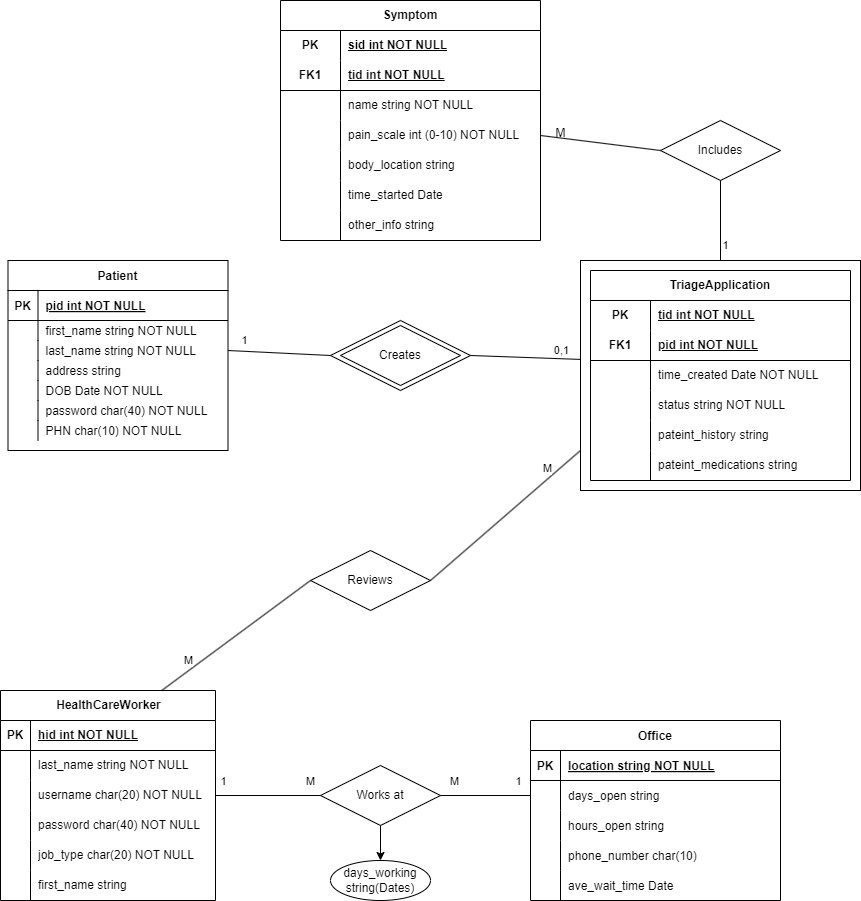 Symptom
PK sid int NOT NULL
FK1 tid int NOT NULL
name string NOT NULL
pain_scale int (0-10) NOT NULL
body_location string
time_started Date
other_info string
M
Includes
1
Patient
PK pid int NOT NULL
first_name string NOT NULL
last_name string NOT NULL
address string
DOB Date NOT NULL
password char(40) NOT NULL
PHN char(10) NOT NULL
1
Creates
0,1
TriageApplication
PK tid int NOT NULL
FK1 pid int NOT NULL
time_created Date NOT NULL
status string NOT NULL
pateint_history string
pateint_medications string
M
Reviews
M
HealthCareWorker
PK hid int NOT NULL
last_name string NOT NULL
username char(20) NOT NULL
password char(40) NOT NULL
job_type char(20) NOT NULL
first_name string
1
M
Works at
M
1
days_working
string(Dates)
Office
PK location string NOT NULL
days_open string
hours_open string
phone_number char(10)
ave_wait_time Date